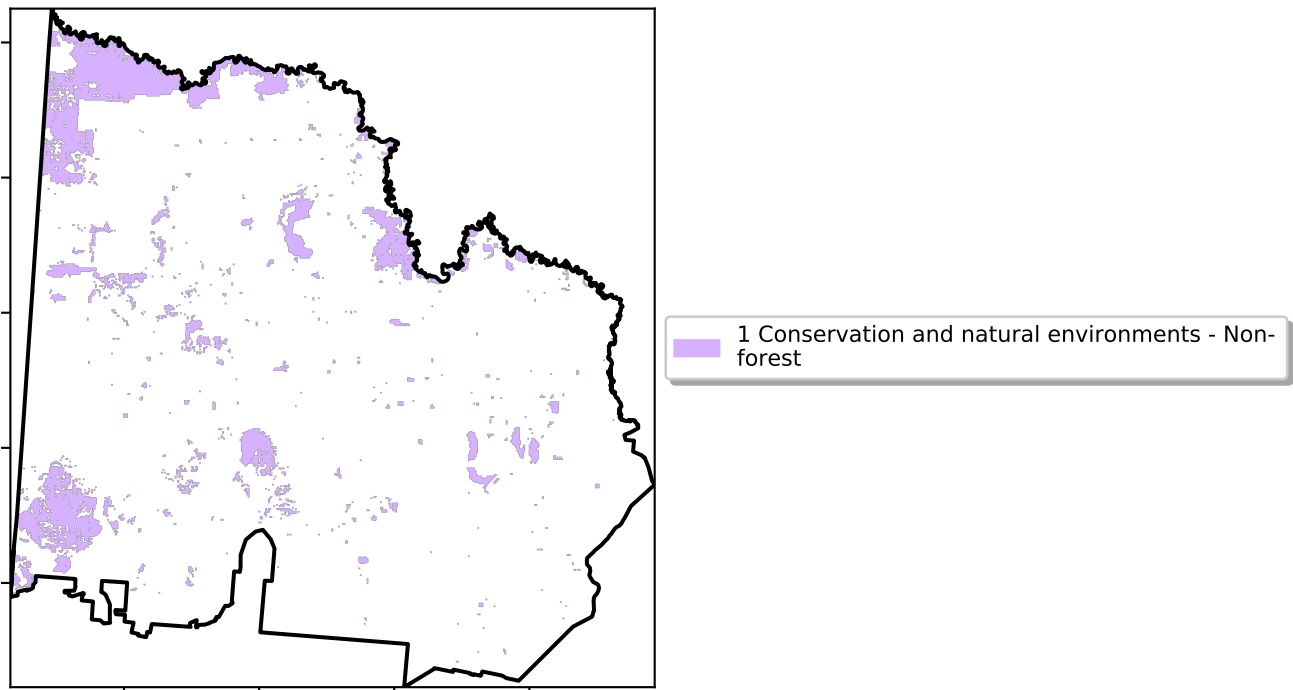 1 Conservation and natural environments - Non-
forest